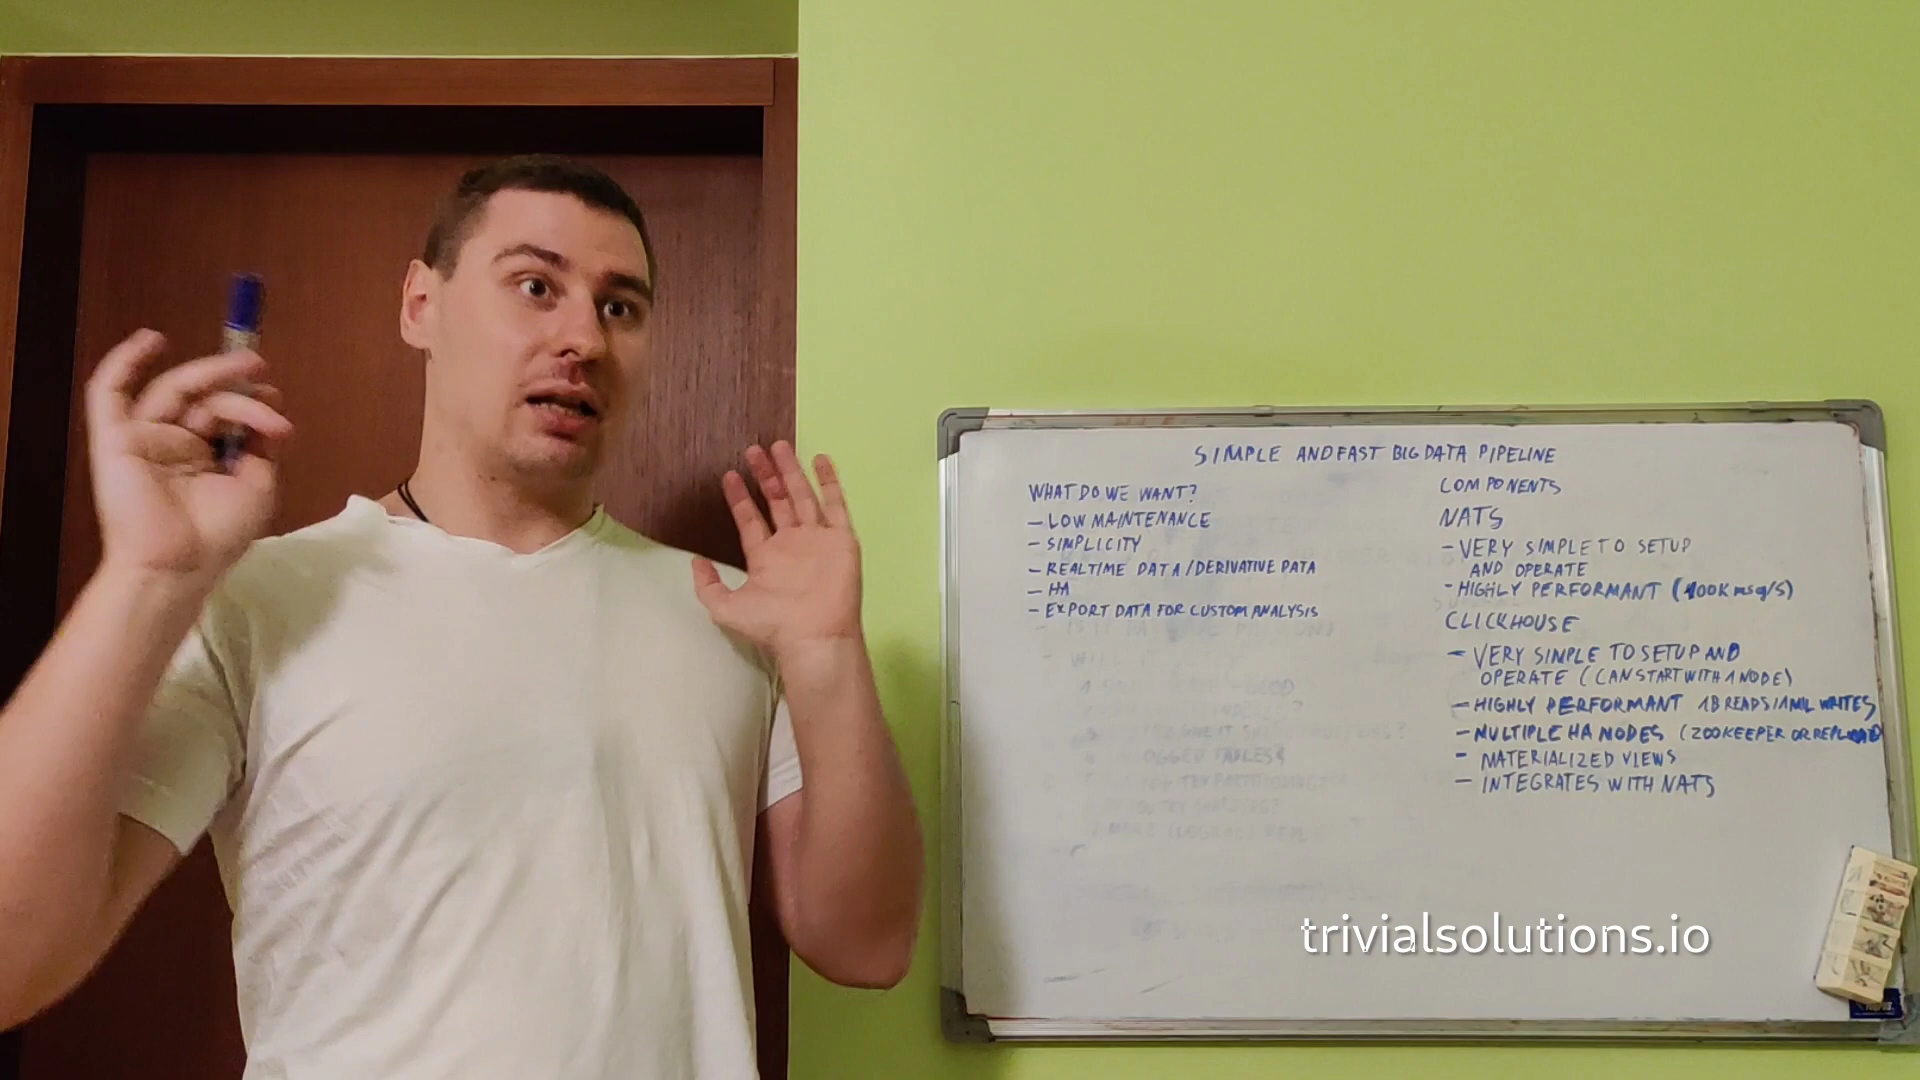 SIMPLE AND FAST BIG DATA PIPELINE
WHAT DO WE WANT?
- LOW MAINTENANCE
- SIMPLICITY
- REALTIME DATA/DERIVATIVE DATA
- HA
- EXPORT DATA FOR CUSTOM ANALYSIS
COMPONENTS
NATS
- VERY SIMPLE TO SETUP
AND OPERATE
- HIGHLY PERFORMANT (100K msg/S)
CLICKHOUSE
- VERY SIMPLE TO SETUP AND
OPERATE (CAN START WITH 1 NODE)
- HIGHLY PERFORMANT 1B READS/1MIL WRITES
- MULTIPLE HA NODES (ZOOKEEPER OR
- MATERIALIZED VIEWS
- INTEGRATES WITH NATS
trivialsolutions.io